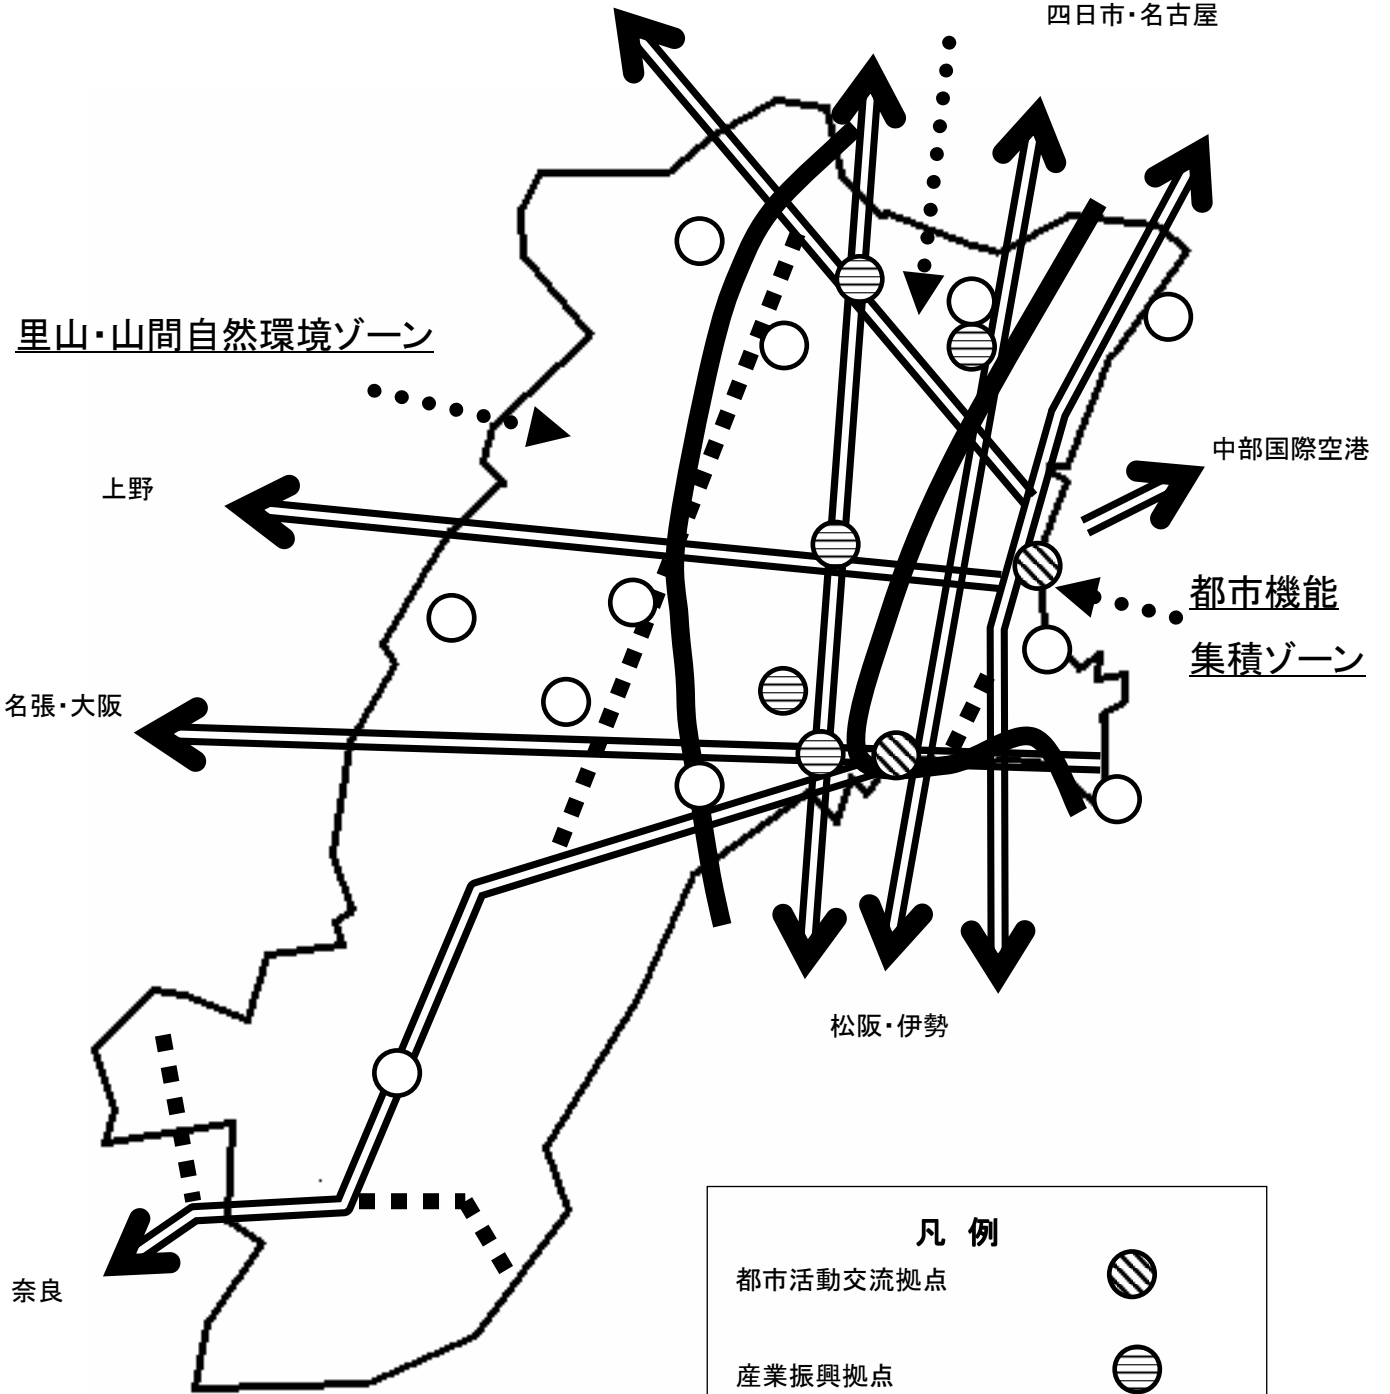 四日市・名古屋
里山・山間自然環境ゾーン
中部国際空港
上野
都市機能
集積ゾーン
名張・大阪
松阪・伊勢
奈良
凡 例
都市活動交流拠点
産業振興拠点